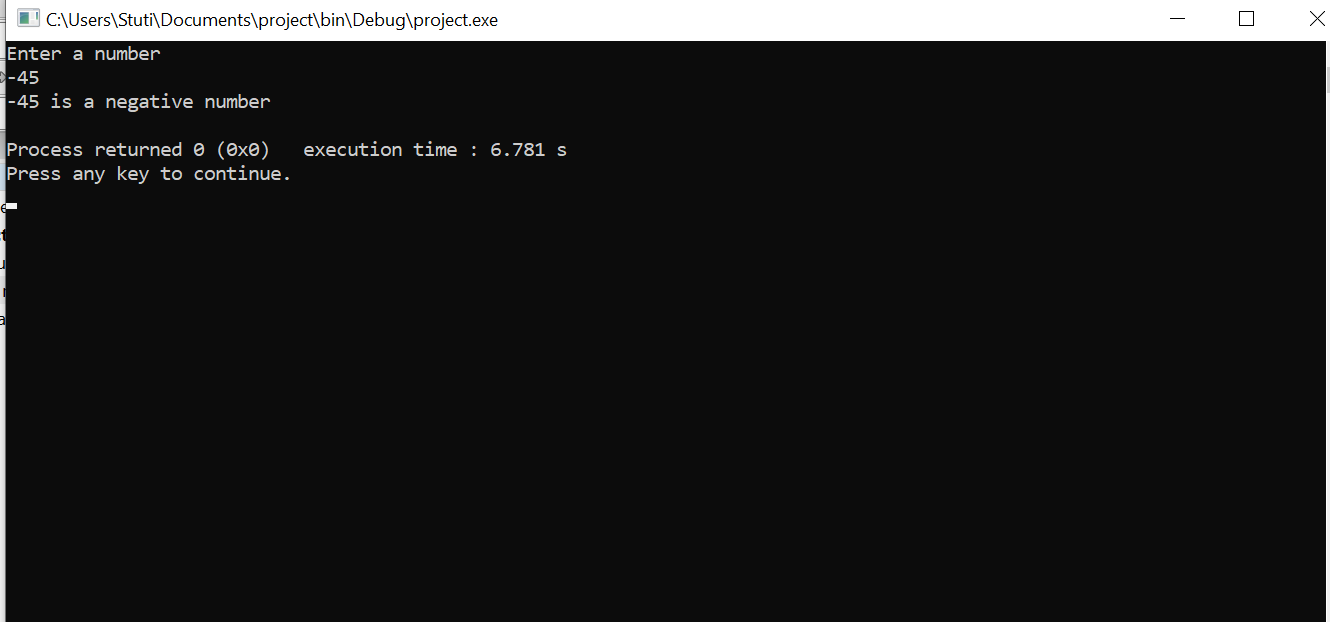 C:\Users\Stuti\Documents\project\bin\Debug\project.exe
Enter a number
-45
-45 is a negative number
Process returned 0 (0x0)   execution time : 6.781 s
Press any key to continue.